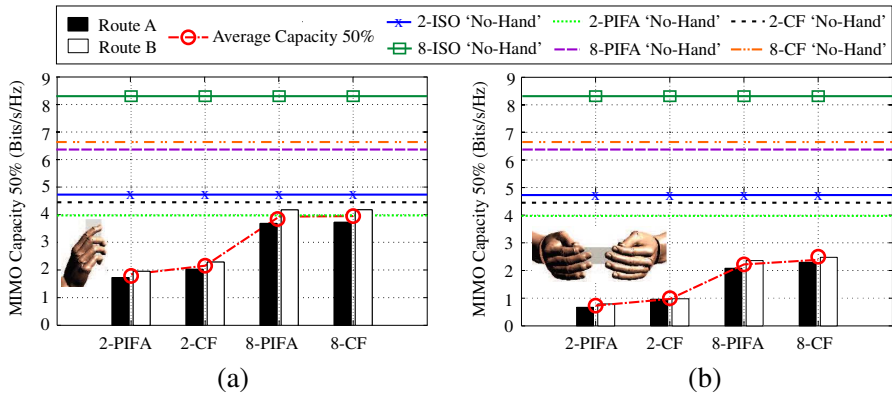 Route A
Route B
Average Capacity 50%
2-ISO ‘No-Hand’
8-ISO ‘No-Hand’
2-PIFA ‘No-Hand’
8-PIFA ‘No-Hand’
2-CF ‘No-Hand’
8-CF ‘No-Hand’
MIMO Capacity 50% (Bits/s/Hz)
9
8
7
6
5
4
3
2
1
0
2-PIFA
2-CF
8-PIFA
8-CF
(a)
MIMO Capacity 50% (Bits/s/Hz)
9
8
7
6
5
4
3
2
1
0
2-PIFA
2-CF
8-PIFA
8-CF
(b)